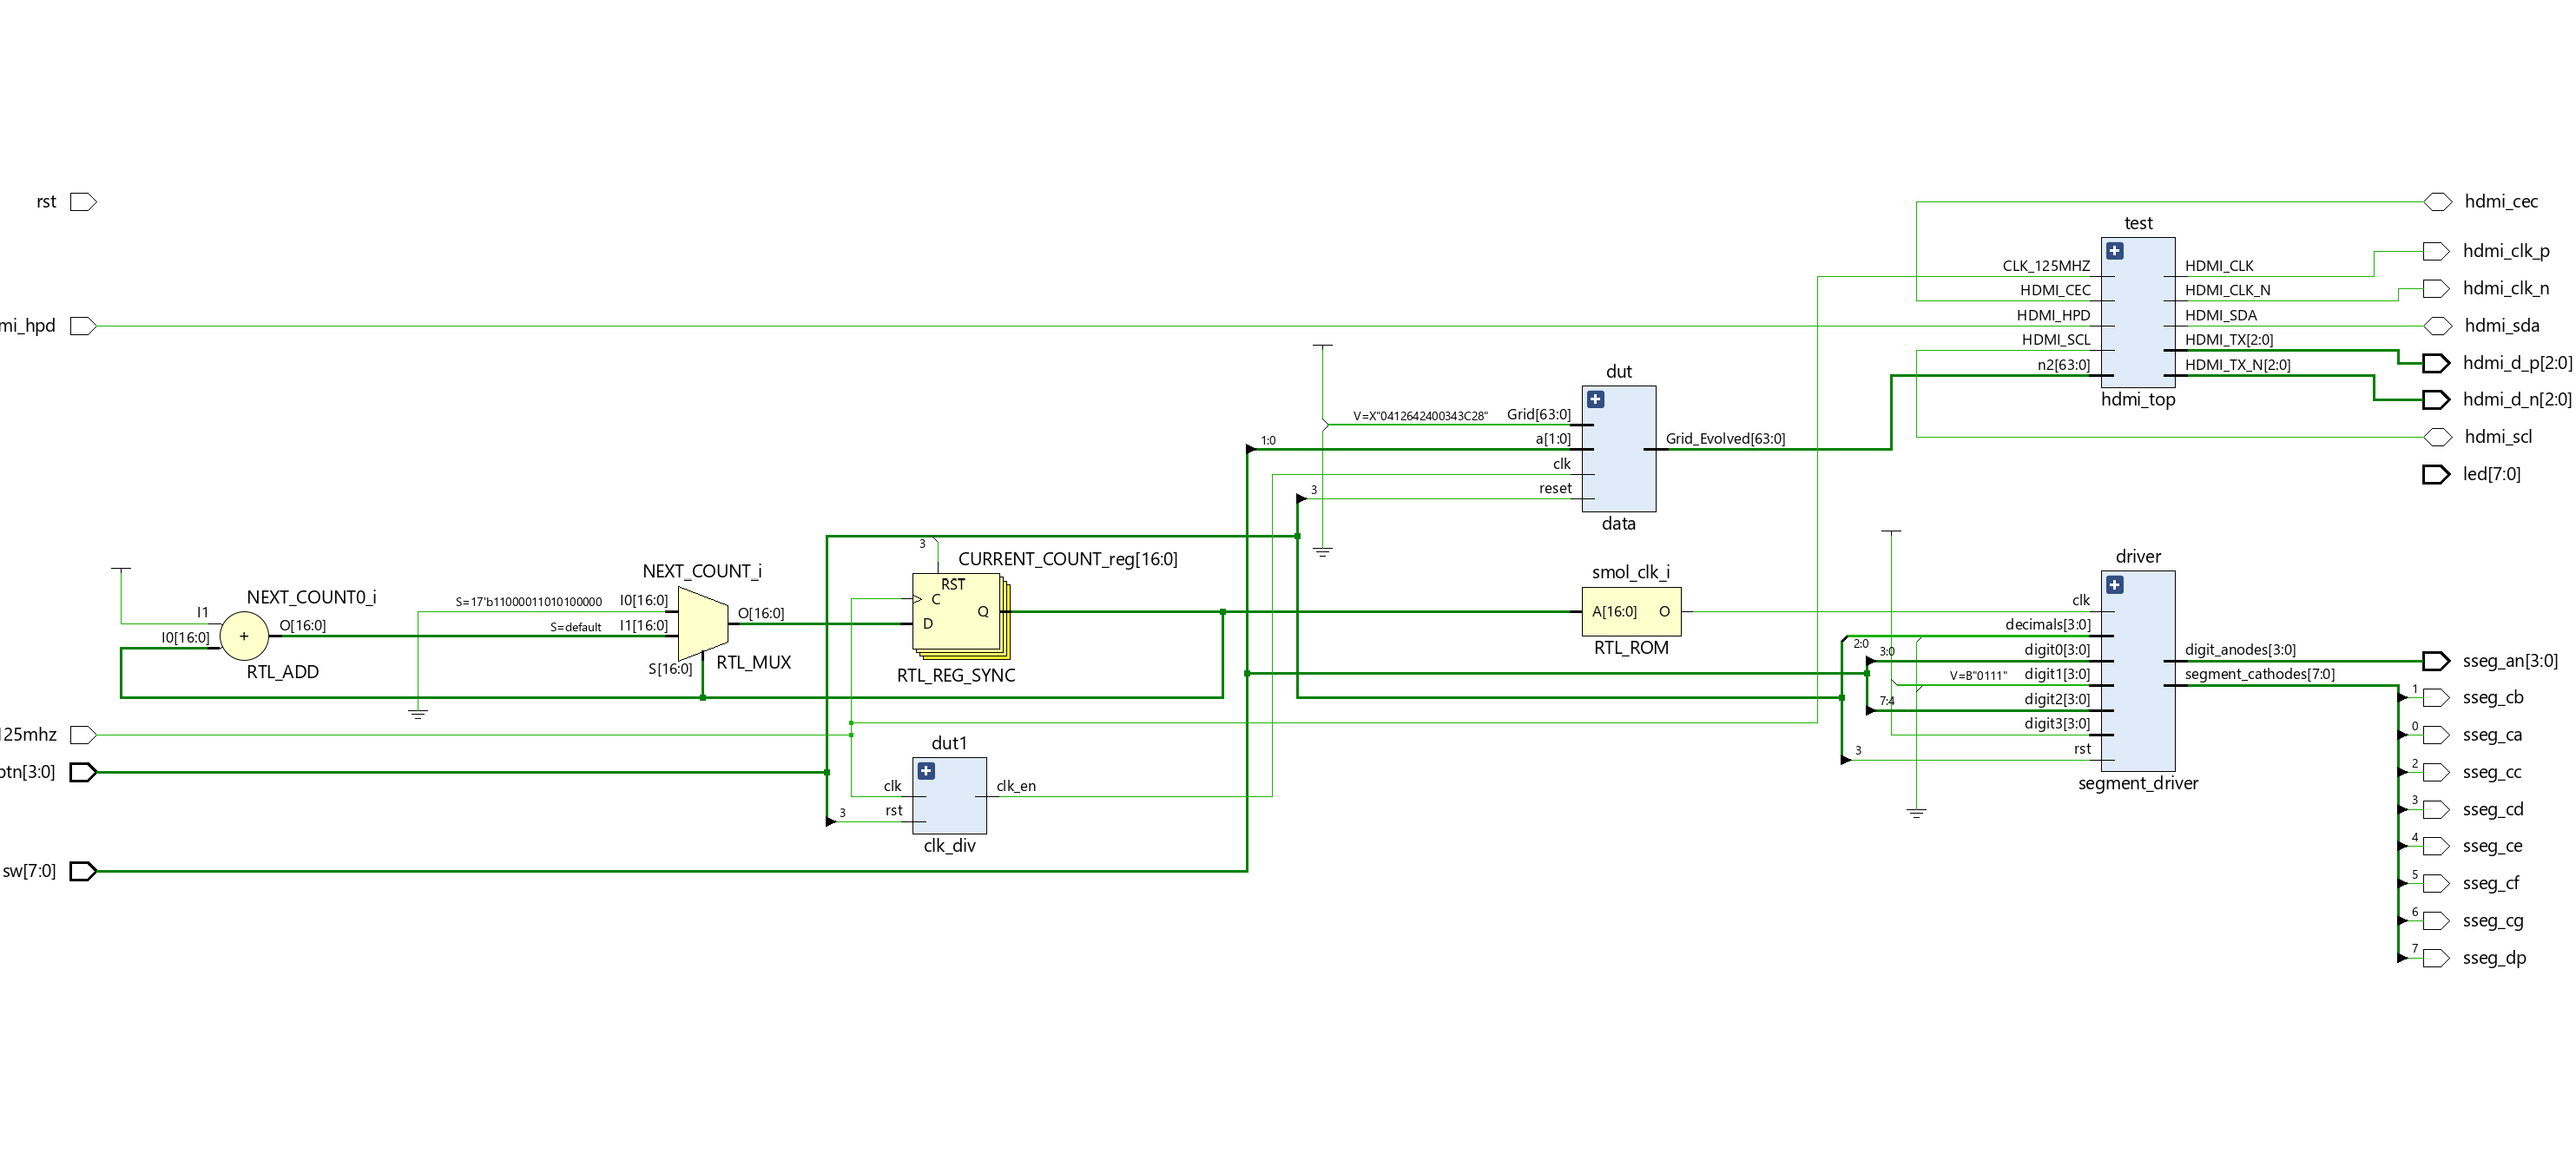 rst
mi_hpd
125mhz
btn[3:0]
sw[7:0]
I1
I0[16:0]
NEXT_COUNT0_i
+
O[16:0]
RTL_ADD
S=17'b11000011010100000
S=default
NEXT_COUNT_i
I0[16:0]
I1[16:0]
S[16:0]
O[16:0]
RTL_MUX
3
CURRENT_COUNT_reg[16:0]
RST
C
D
Q
RTL_REG_SYNC
dut1
clk
3
rst
clk_en
clk_div
dut
V=X"0412642400343C28"
Grid[63:0]
1:0
a[1:0]
clk
3
reset
Grid_Evolved[63:0]
data
smol_clk_i
A[16:0]
O
RTL_ROM
test
CLK_125MHZ
HDMI_CEC
HDMI_HPD
HDMI_SCL
n2[63:0]
HDMI_CLK
HDMI_CLK_N
HDMI_SDA
HDMI_TX[2:0]
HDMI_TX_N[2:0]
hdmi_top
driver
clk
decimals[3:0]
2:0
3:0
digit0[3:0]
V=B"0111"
digit1[3:0]
7:4
digit2[3:0]
digit3[3:0]
3
rst
digit_anodes[3:0]
segment_cathodes[7:0]
segment_driver
hdmi_cec
hdmi_clk_p
hdmi_clk_n
hdmi_sda
hdmi_d_p[2:0]
hdmi_d_n[2:0]
hdmi_scl
led[7:0]
sseg_an[3:0]
1
sseg_cb
0
sseg_ca
2
sseg_cc
3
sseg_cd
4
sseg_ce
5
sseg_cf
6
sseg_cg
7
sseg_dp